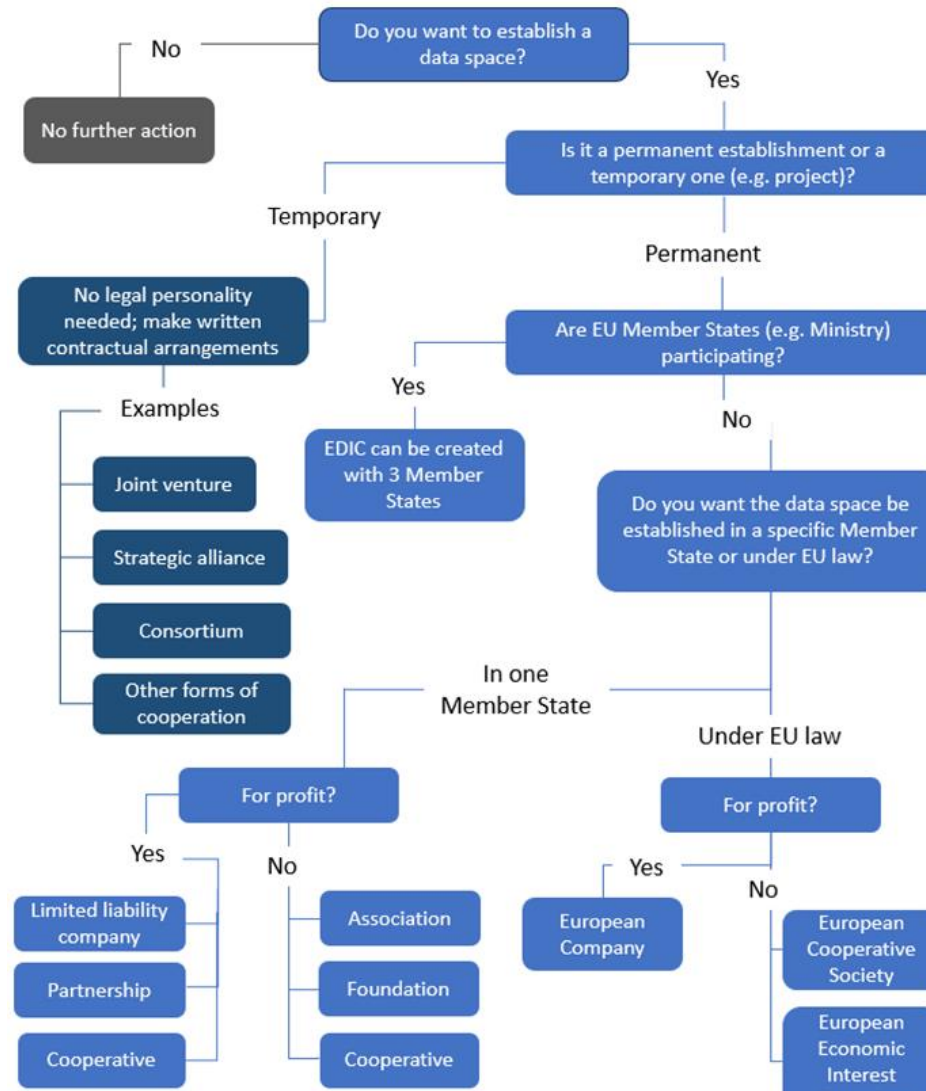 Do you want to establish a
data space?
No
Yes
No further action
Is it a permanent establishment or a
temporary one (e.g. project)?
Temporary
Permanent
No legal personality
needed; make written
contractual arrangements
Are EU Member States (e.g. Ministry)
participating?
Yes
No
Examples
EDIC can be created
with 3 Member
States
Joint venture
Do you want the data space be
established in a specific Member
State or under EU law?
Strategic alliance
Consortium
Other forms of
cooperation
In one
Member State
Under EU law
For profit?
For profit?
Yes
No
Yes
No
Limited liability
company
Partnership
Cooperative
Association
Foundation
Cooperative
European
Company
European
Cooperative
Society
European
Economic
Interest